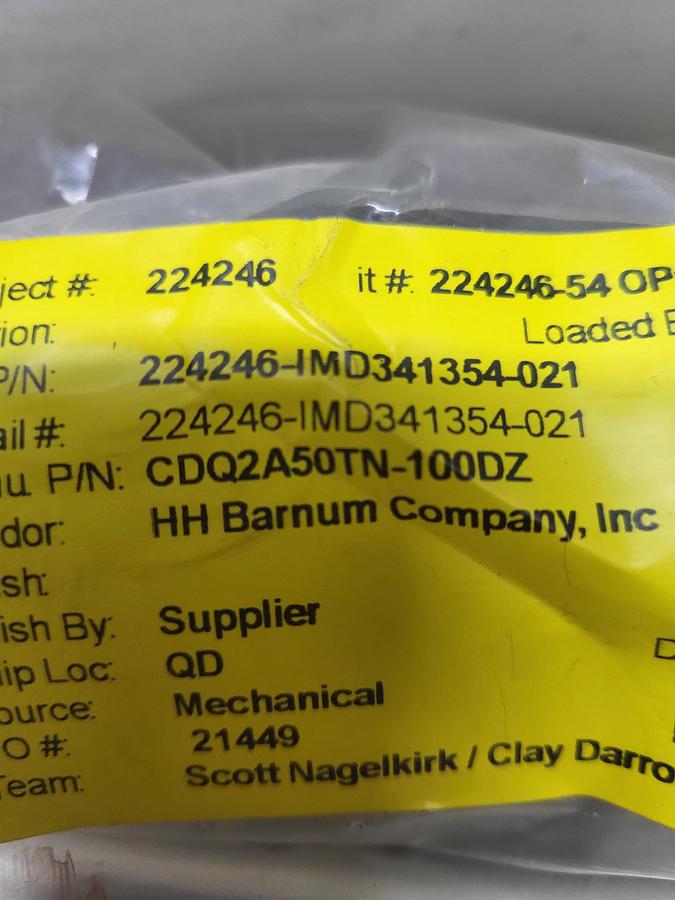 ject #: 224246 it #: 224246-54 OP
ion: Loaded B
P/N: 224246-IMD341354-021
ail #: 224246-IMD341354-021
u. P/N: CDQ2A50TN-100DZ
dor: HH Barnum Company, Inc
sh:
ish By: Supplier
ip Loc: QD
ource: Mechanical
O #: 21449
Team: Scott Nagelkirk / Clay Darro